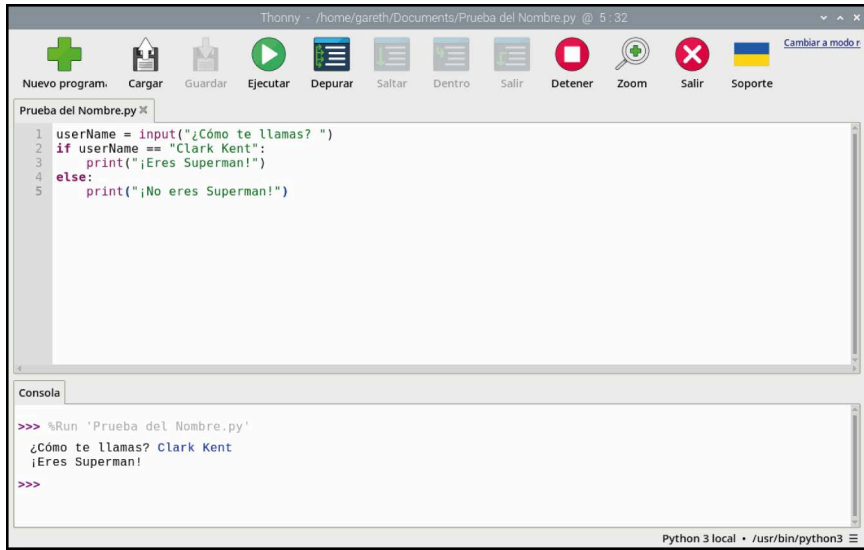 Thonny - /home/gareth/Documents/Prueba del Nombre.py @ 5:32
Nuevo program. Cargar Guardar Ejecutar Depurar Saltar Dentro Salir Detener Zoom Salir Soporte
Cambiar a modo r
Prueba del Nombre.py
1 userName = input("¿Cómo te llamas? ")
2 if userName == "Clark Kent":
3     print("¡Eres Superman!")
4 else:
5     print("¡No eres Superman!")
Consola
>>> %Run 'Prueba del Nombre.py'
¿Cómo te llamas? Clark Kent
¡Eres Superman!
>>>
Python 3 local • /usr/bin/python3 ☰